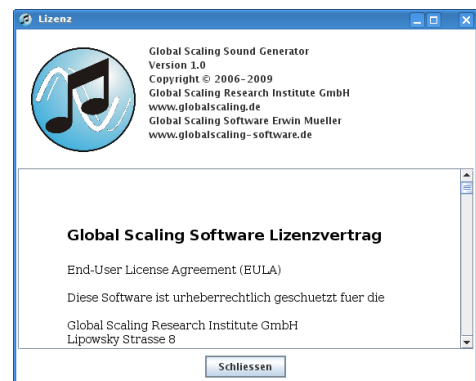 Lizenz
Global Scaling Sound Generator
Version 1.0
Copyright © 2006-2009
Global Scaling Research Institute GmbH
www.globalscaling.de
Global Scaling Software Erwin Mueller
www.globalscaling-software.de
Global Scaling Software Lizenzvertrag
End-User License Agreement (EULA)
Diese Software ist urheberrechtlich geschuetzt fuer die
Global Scaling Research Institute GmbH
Lipowsky Strasse 8
Schliessen